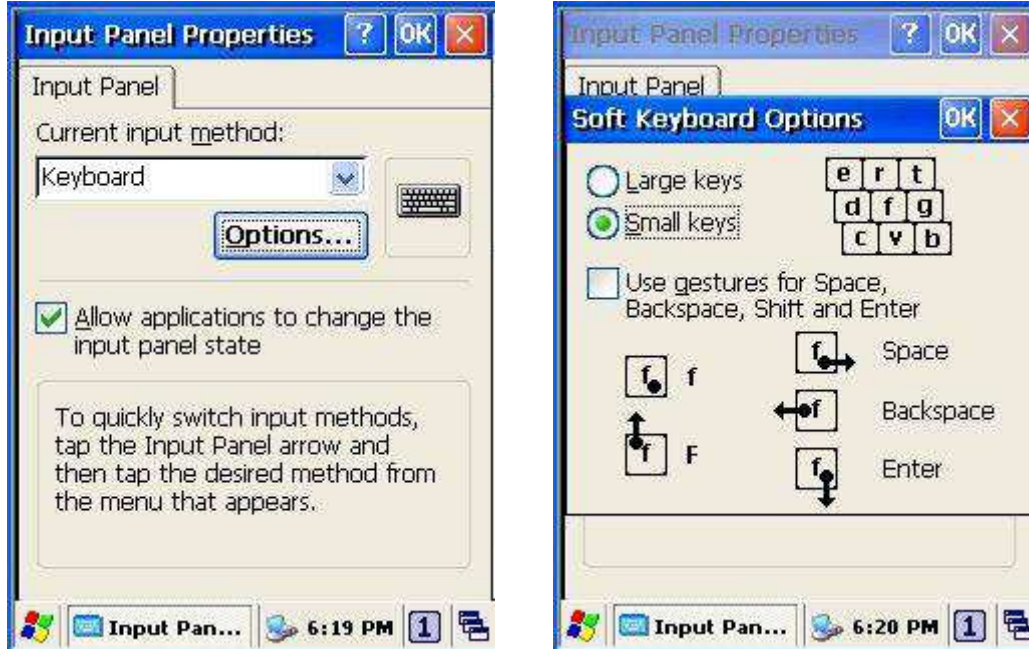 Input Panel Properties ? OK
Input Panel
Current input method:
Keyboard
Options...
Allow applications to change the
input panel state
To quickly switch input methods,
tap the Input Panel arrow and
then tap the desired method from
the menu that appears.
Input Pan... 6:19 PM 1
Input Panel Properties ? OK
Input Panel
Soft Keyboard Options OK
Large keys
Small keys
e r t
d f g
c v b
Use gestures for Space,
Backspace, Shift and Enter
f f
f F
f Space
f Backspace
f Enter
Input Pan... 6:20 PM 1